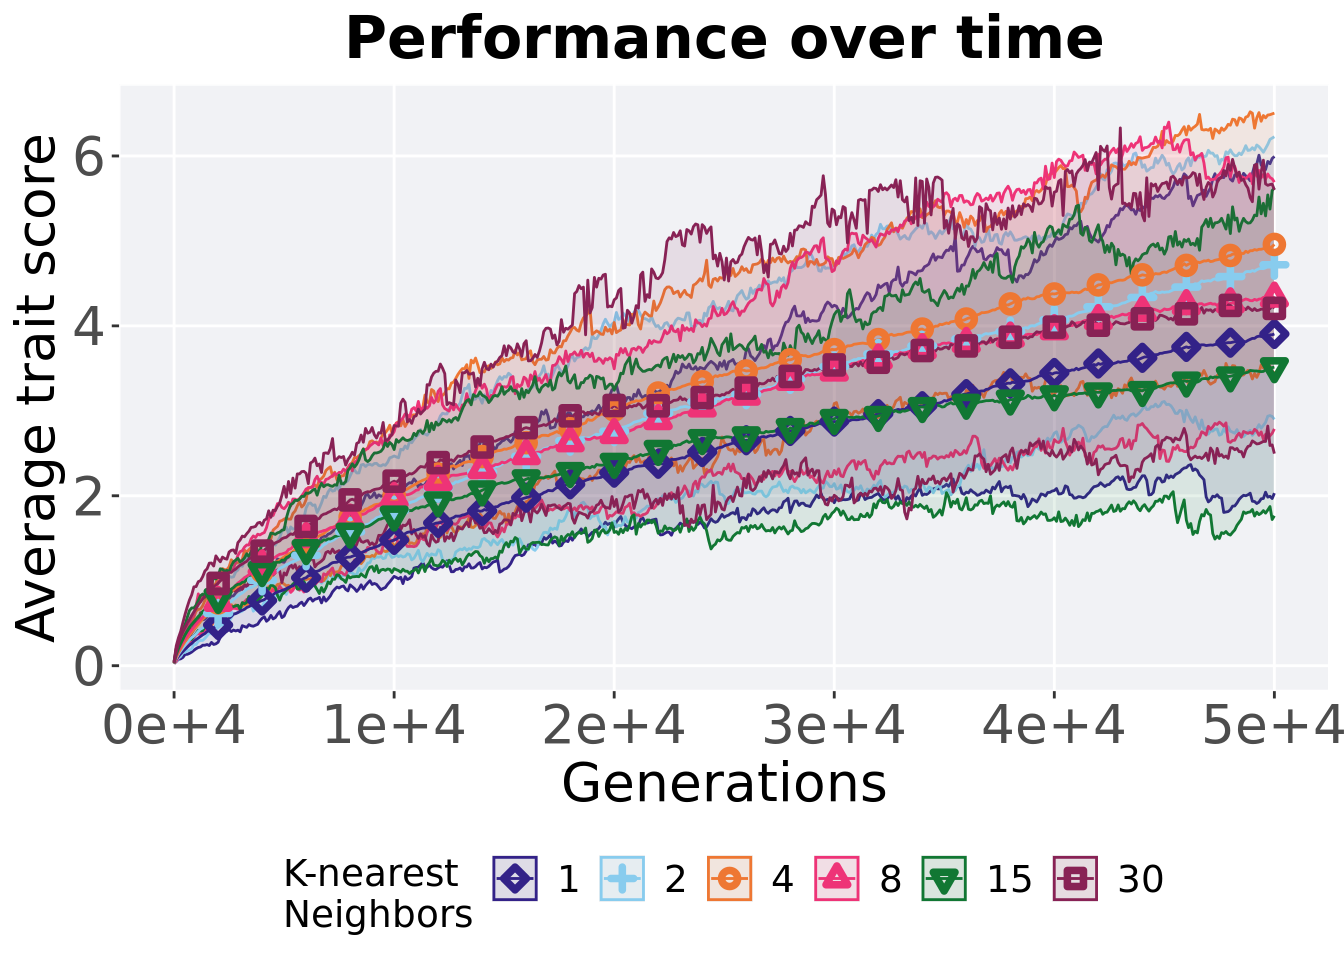 Performance over time
Average trait score
6
4
2
0
0e+4 1e+4 2e+4 3e+4 4e+4 5e+4
Generations
K-nearest
Neighbors
1 2 4 8 15 30